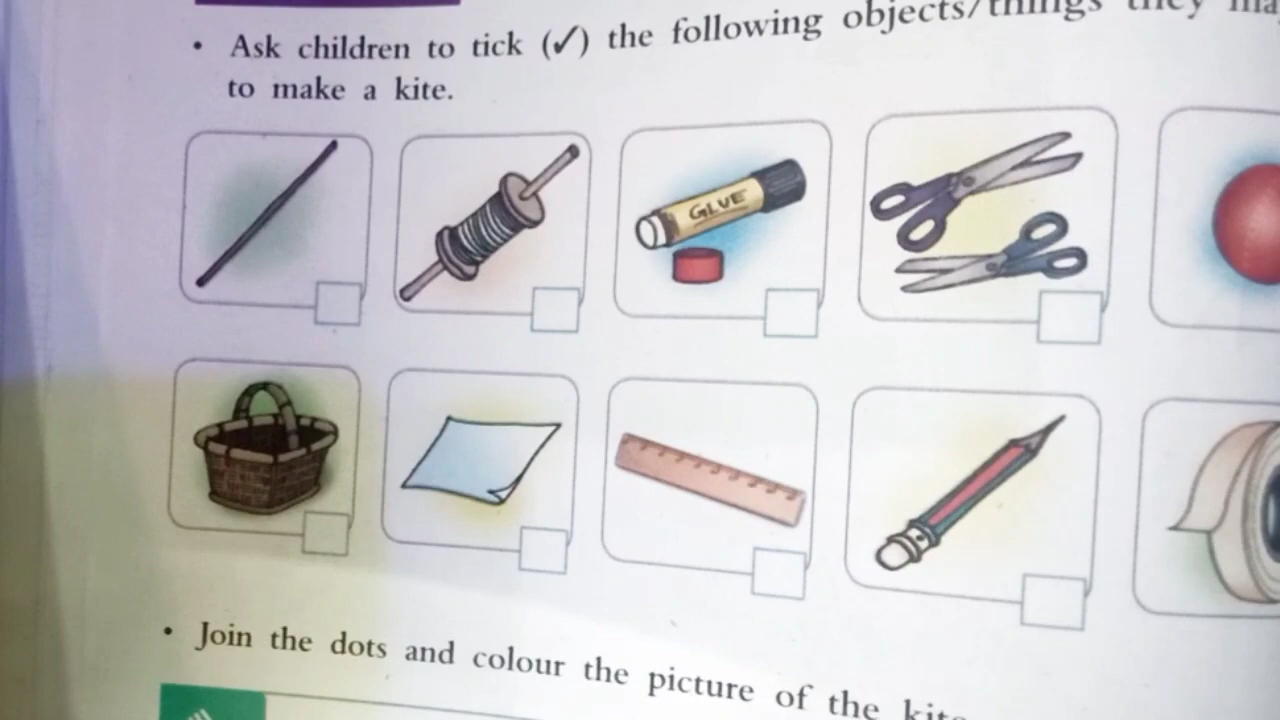 • Ask children to tick (✓) the following objects/things they
to make a kite.
GLUE
• Join the dots and colour the picture of the